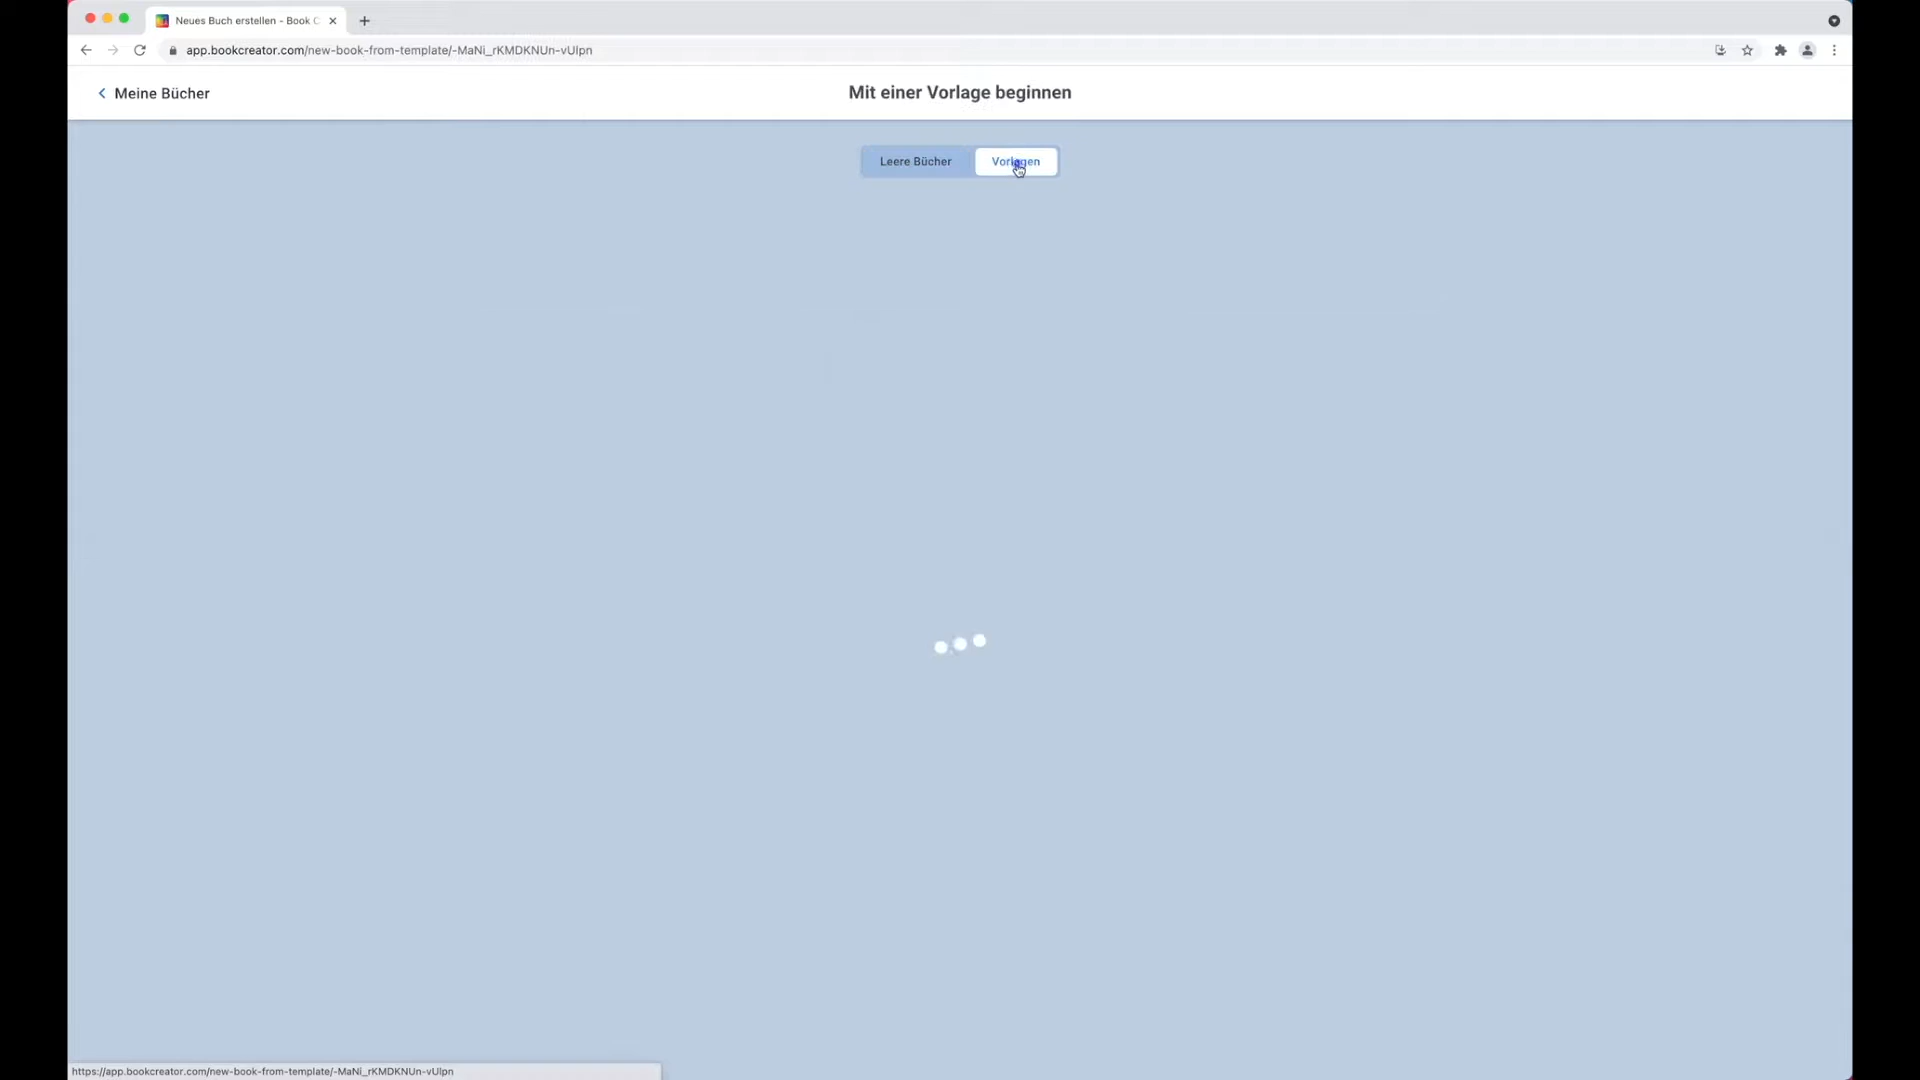 Neues Buch erstellen - Book C
app.bookcreator.com/new-book-from-template/-MaNi_rKMDKNUn-vUlpn
Meine Bücher
Mit einer Vorlage beginnen
Leere Bücher
Vorlagen
https://app.bookcreator.com/new-book-from-template/-MaNi_rKMDKNUn-vUlpn